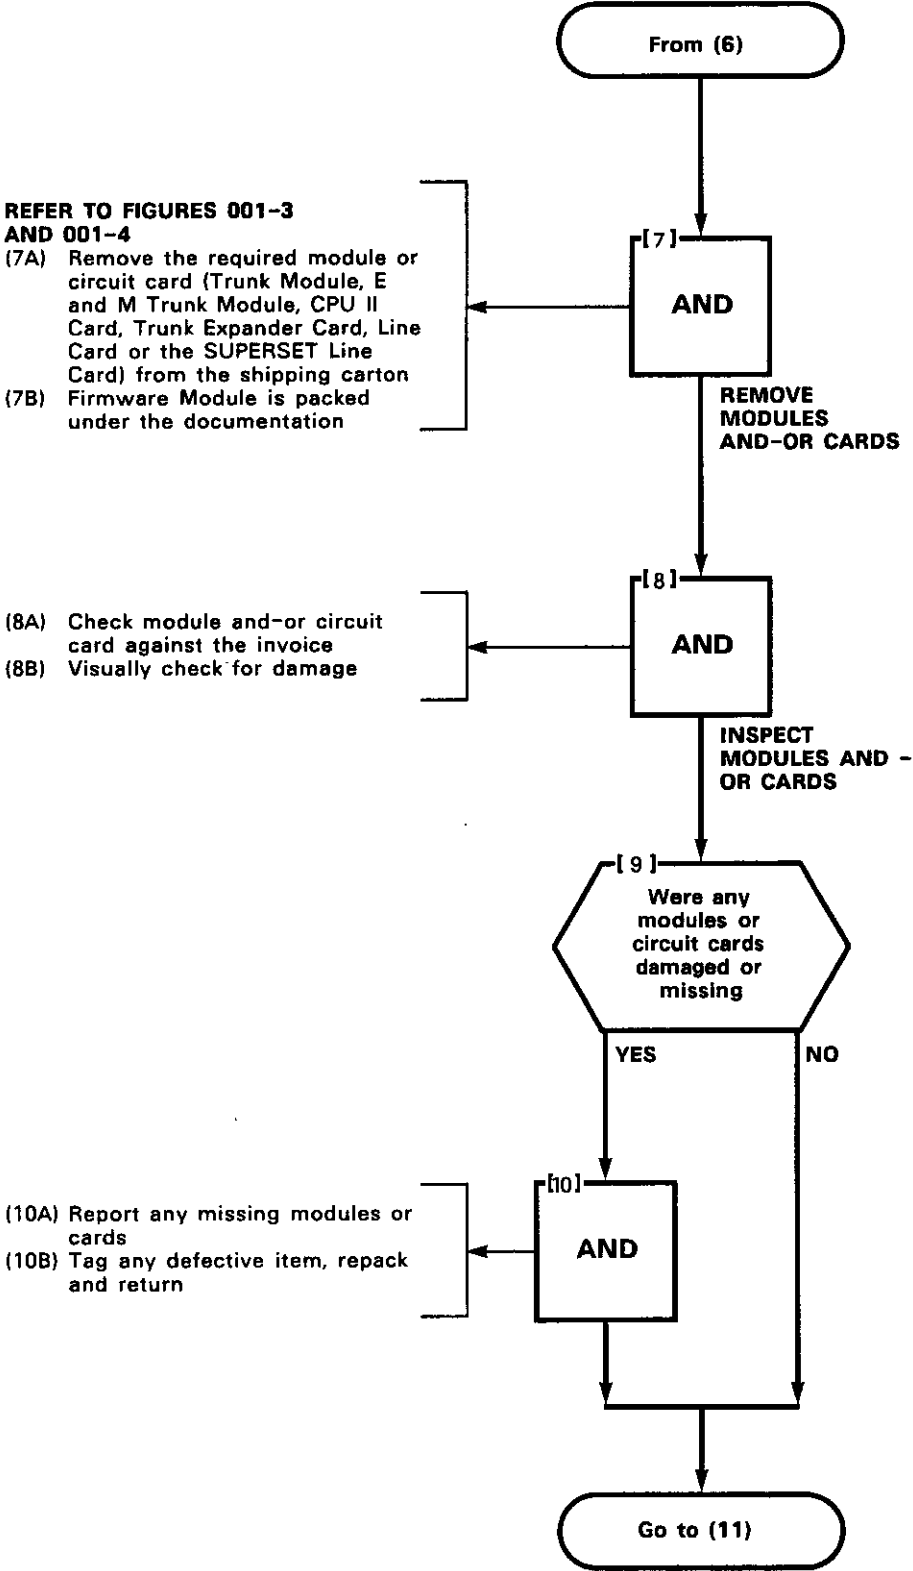 From (6)
REFER TO FIGURES 001-3
AND 001-4
(7A) Remove the required module or
circuit card (Trunk Module, E
and M Trunk Module, CPU II
Card, Trunk Expander Card, Line
Card or the SUPERSET Line
Card) from the shipping carton
(7B) Firmware Module is packed
under the documentation
[7]
AND
REMOVE
MODULES
AND-OR CARDS
(8A) Check module and-or circuit
card against the invoice
(8B) Visually check for damage
[8]
AND
INSPECT
MODULES AND -
OR CARDS
[9]
Were any
modules or
circuit cards
damaged or
missing
YES
NO
(10A) Report any missing modules or
cards
(10B) Tag any defective item, repack
and return
[10]
AND
Go to (11)